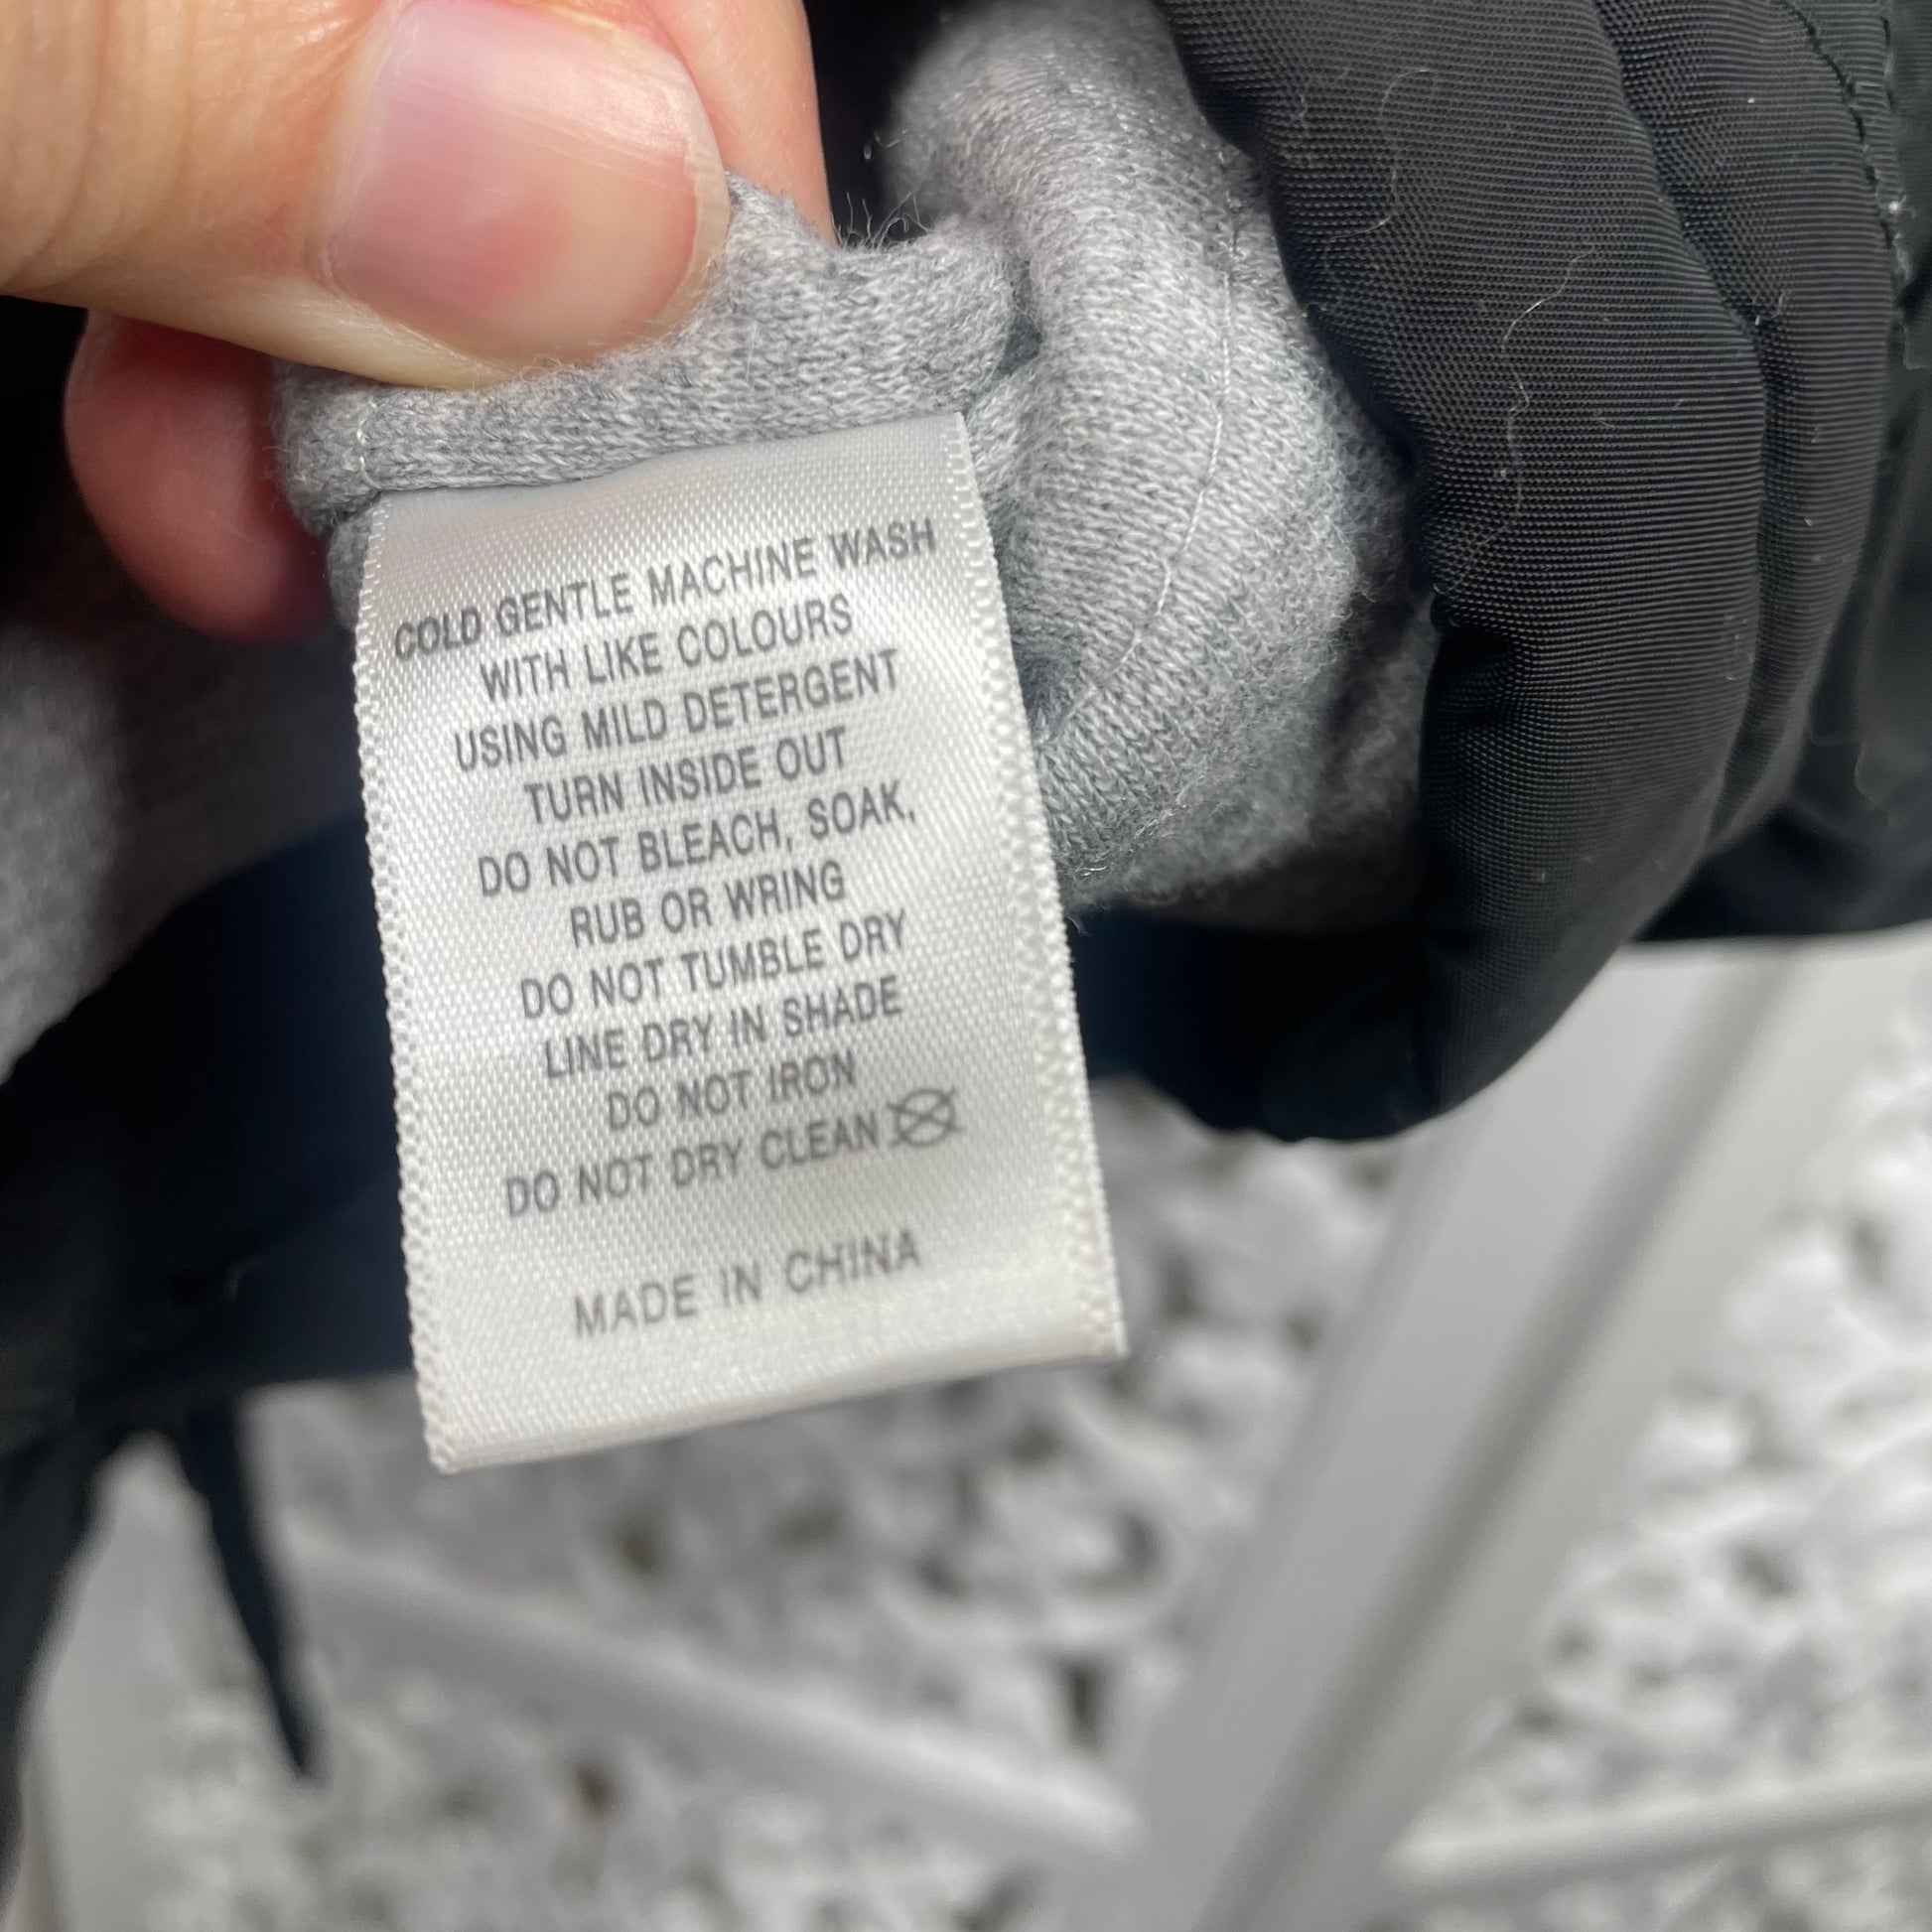 COLD GENTLE MACHINE WASH
WITH LIKE COLOURS
USING MILD DETERGENT
TURN INSIDE OUT
DO NOT BLEACH, SOAK,
RUB OR WRING
DO NOT TUMBLE DRY
LINE DRY IN SHADE
DO NOT IRON
DO NOT DRY CLEAN
MADE IN CHINA